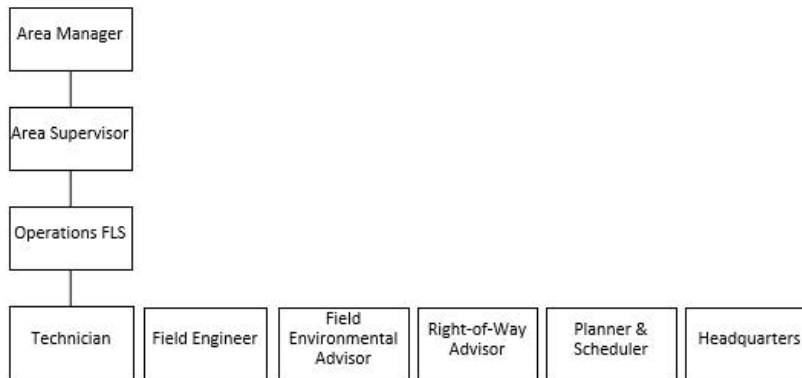 Area Manager
Area Supervisor
Operations FLS
Technician
Field Engineer
Field
Environmental
Advisor
Right-of-Way
Advisor
Planner &
Scheduler
Headquarters